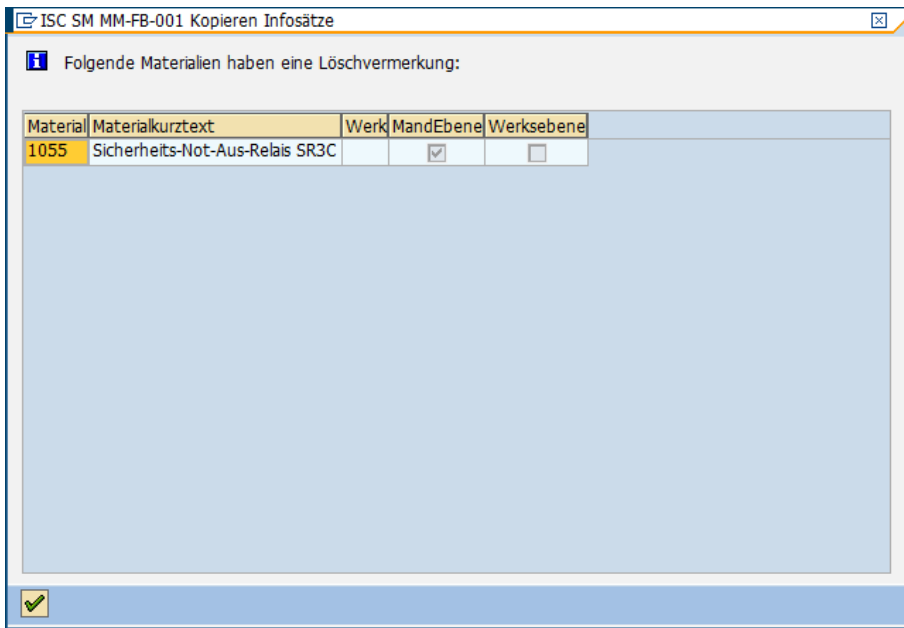 ISC SM MM-FB-001 Kopieren Infosätze
Folgende Materialien haben eine Löschvermerkung:
Material Materialkurztext Werk MandEbene Werksebene
1055 Sicherheits-Not-Aus-Relais SR3C